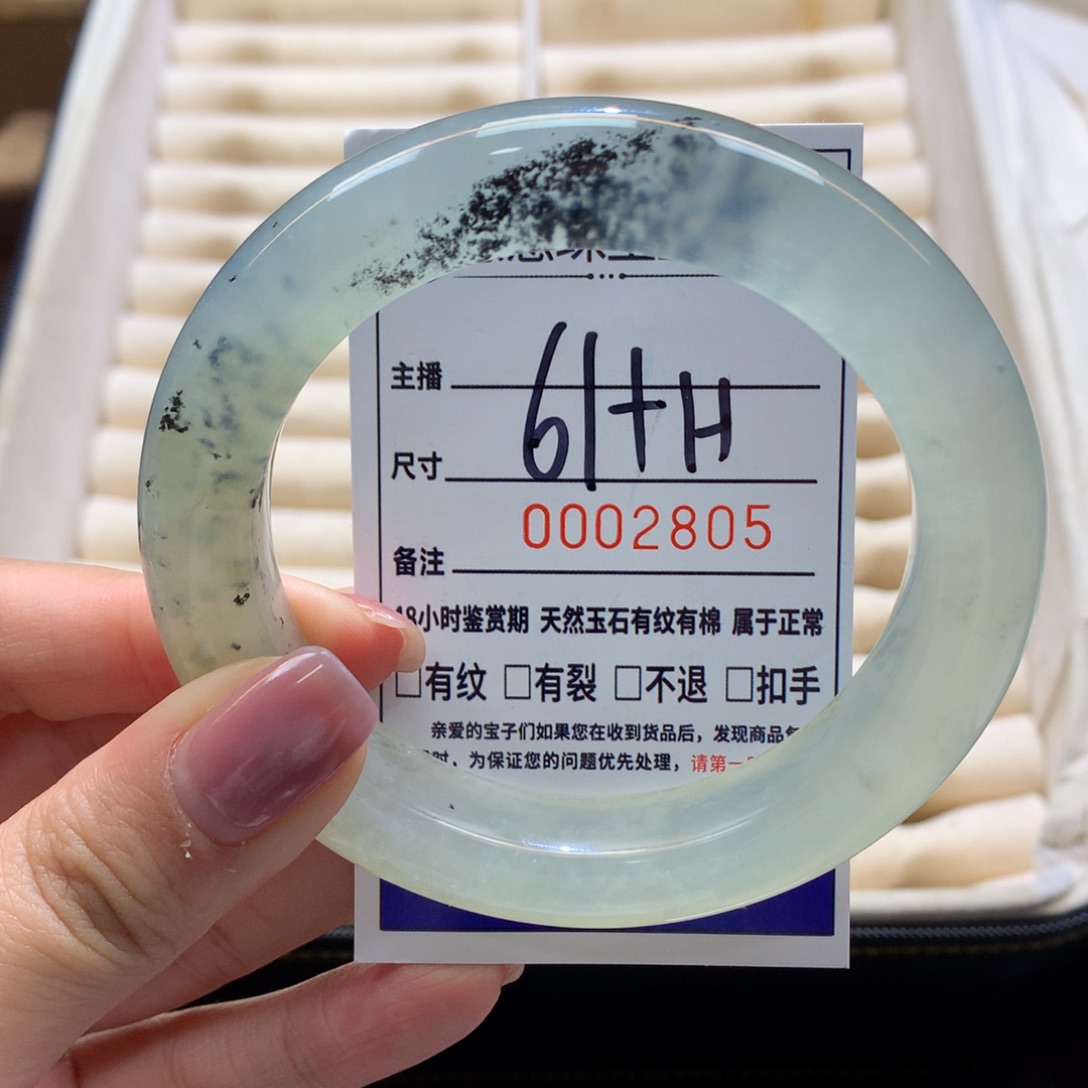 主播
61+H
尺寸
0002805
备注
48小时鉴赏期 天然玉石有纹有棉 属于正常
□有纹 □有裂 □不退 □扣手
亲爱的宝子们如果您在收到货品后，发现商品
时，为保证您的问题优先处理，请第一